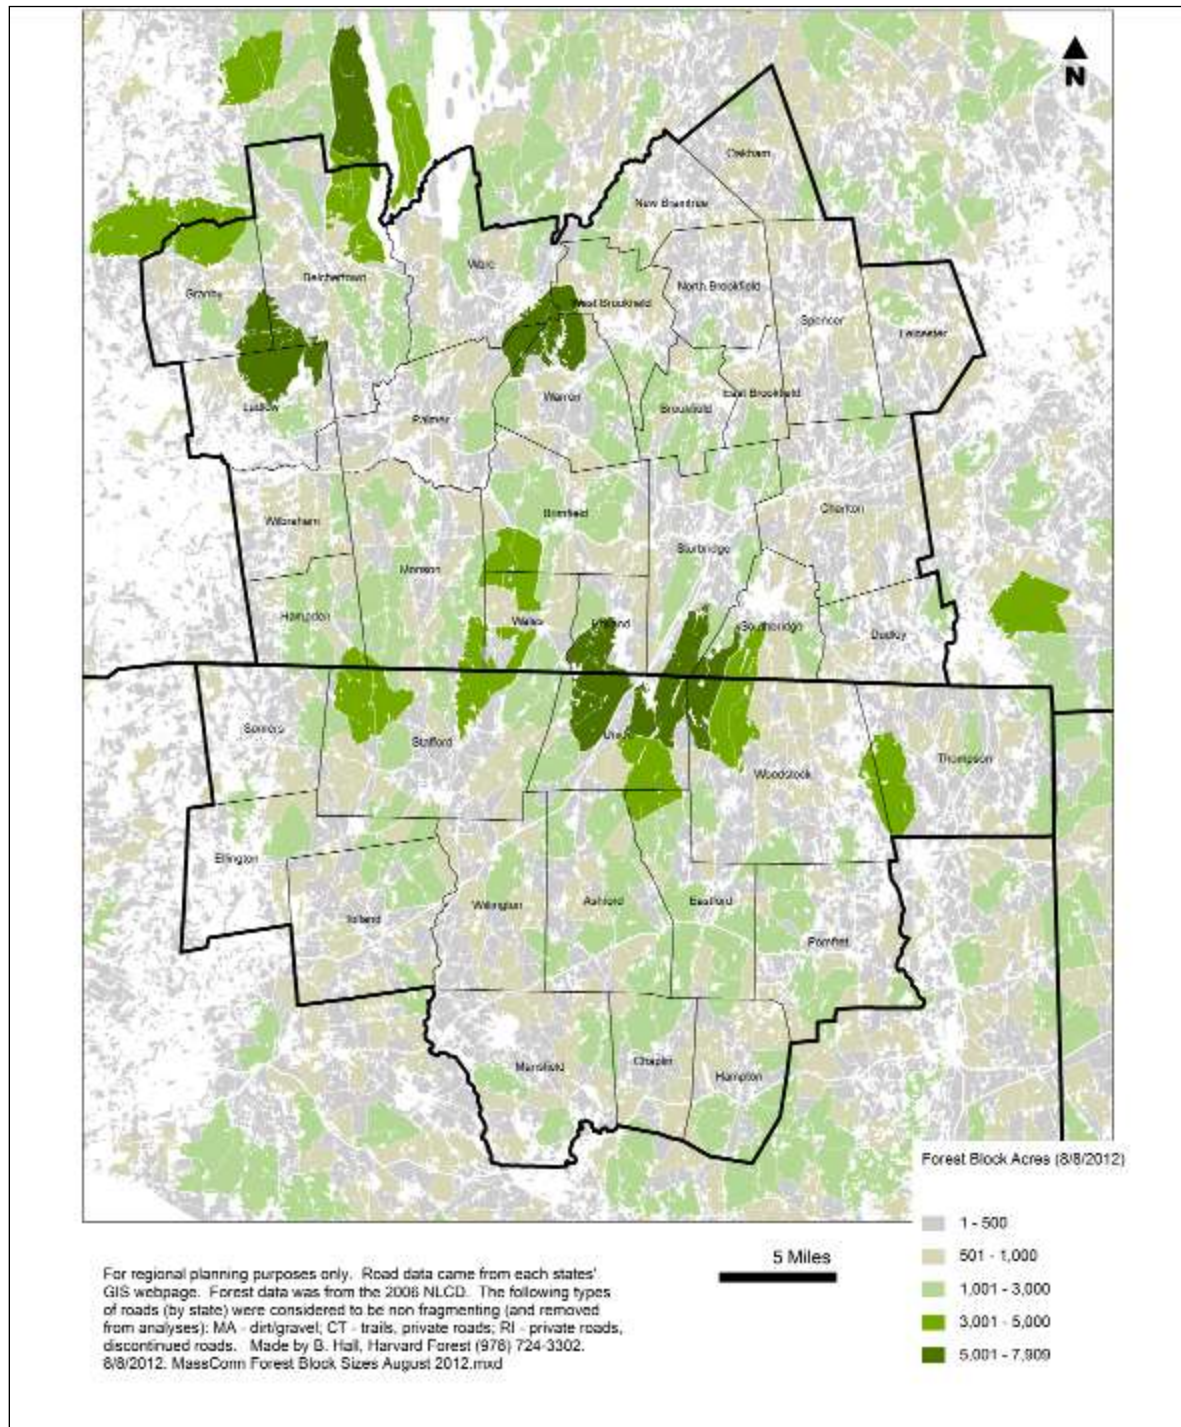 N
Oakham
New Braintree
Ware
Belchertown
Granby
West Brookfield
North Brookfield
Spencer
Leicester
Ludlow
Palmer
Warren
Brookfield
East Brookfield
Wilbraham
Brimfield
Charlton
Monson
Sturbridge
Hampden
Wales
Holland
Southbridge
Dudley
Somers
Stafford
Union
Woodstock
Thompson
Ellington
Tolland
Willington
Ashford
Eastford
Pomfret
Mansfield
Chaplin
Hampton
Forest Block Acres (8/8/2012)
1 - 500
501 - 1,000
1,001 - 3,000
3,001 - 5,000
5,001 - 7,909
5 Miles
For regional planning purposes only. Road data came from each states'
GIS webpage. Forest data was from the 2006 NLCD. The following types
of roads (by state) were considered to be non fragmenting (and removed
from analyses): MA - dirt/gravel; CT - trails, private roads; RI - private roads,
discontinued roads. Made by B. Hall, Harvard Forest (978) 724-3302.
8/8/2012. MassConn Forest Block Sizes August 2012.mxd